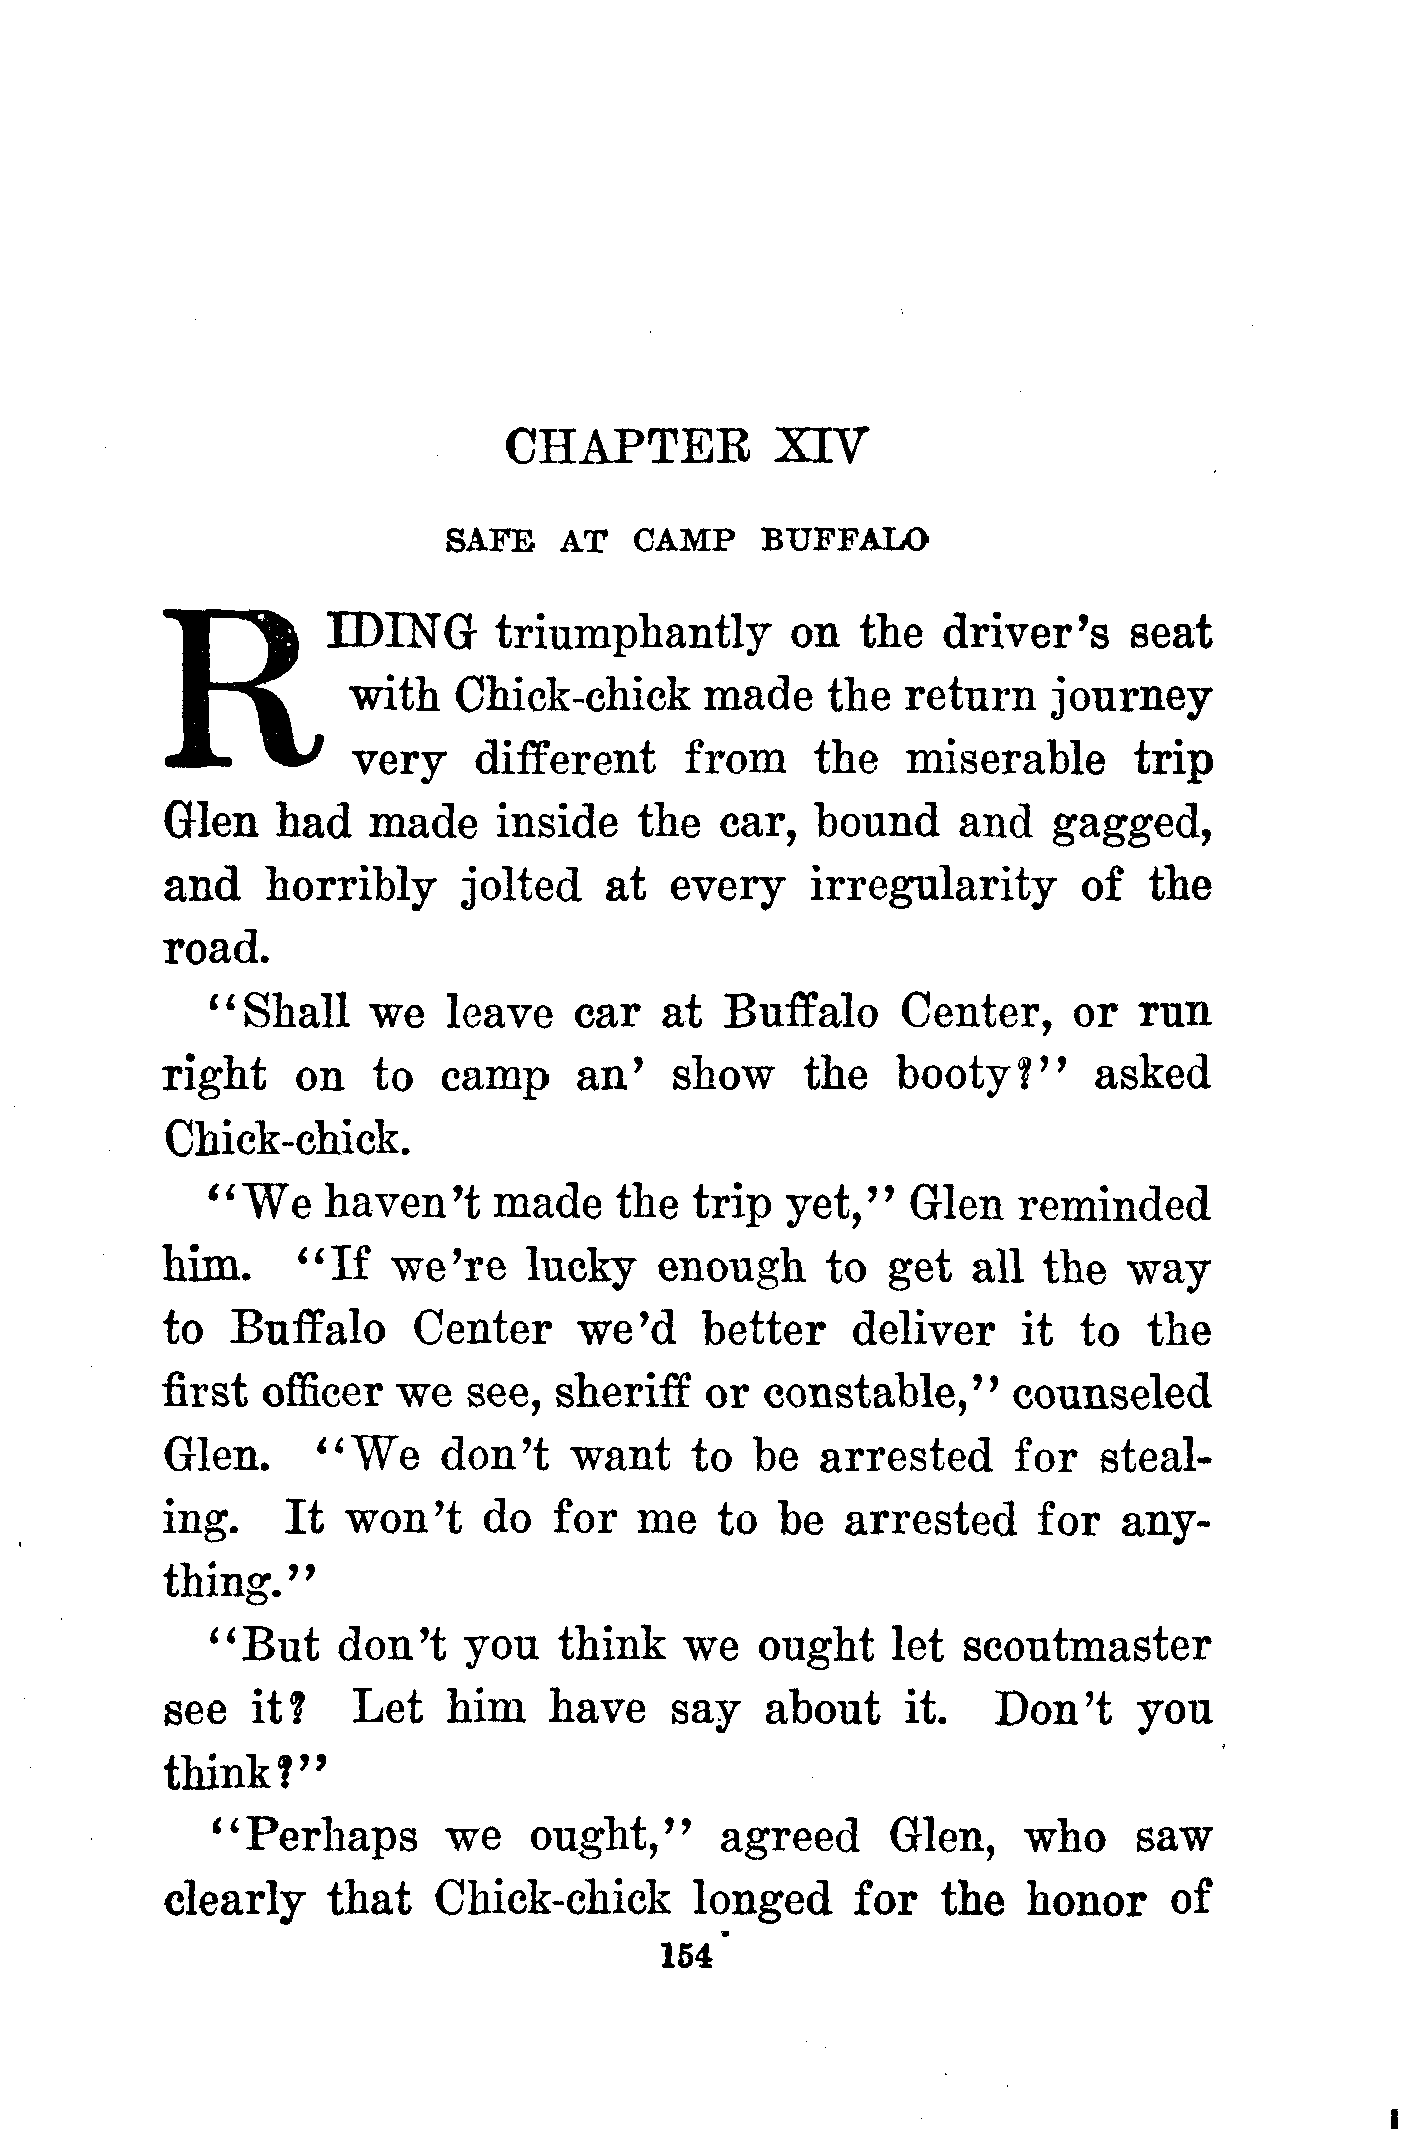 CHAPTER XIV
SAFE AT CAMP BUFFALO
RIDING triumphantly on the driver's seat
with Chick-chick made the return journey
very different from the miserable trip
Glen had made inside the car, bound and gagged,
and horribly jolted at every irregularity of the
road.
"Shall we leave car at Buffalo Center, or run
right on to camp an' show the booty?" asked
Chick-chick.
"We haven't made the trip yet," Glen reminded
him. "If we're lucky enough to get all the way
to Buffalo Center we'd better deliver it to the
first officer we see, sheriff or constable," counseled
Glen. "We don't want to be arrested for steal-
ing. It won't do for me to be arrested for any-
thing."
"But don't you think we ought let scoutmaster
see it? Let him have say about it. Don't you
think?"
"Perhaps we ought," agreed Glen, who saw
clearly that Chick-chick longed for the honor of
154